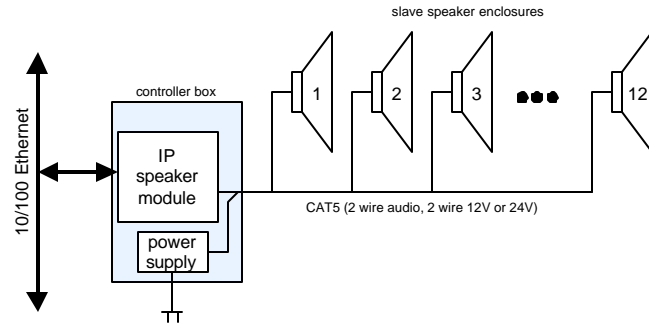 slave speaker enclosures
controller box
10/100 Ethernet
IP
speaker
module
power
supply
1
2
3
12
CAT5 (2 wire audio, 2 wire 12V or 24V)